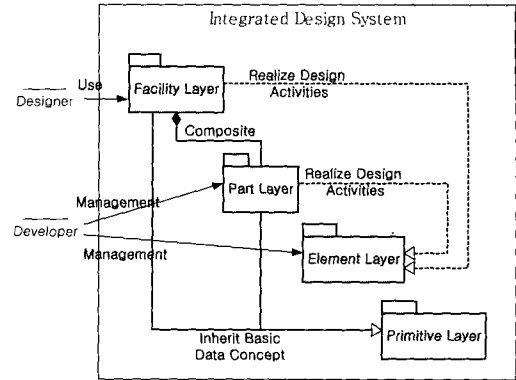 Integrated Design System
Use
Designer
Facility Layer
Realize Design
Activities
Composite
Realize Design
Activities
Management
Part Layer
Developer
Management
Element Layer
Inherit Basic
Data Concept
Primitive Layer